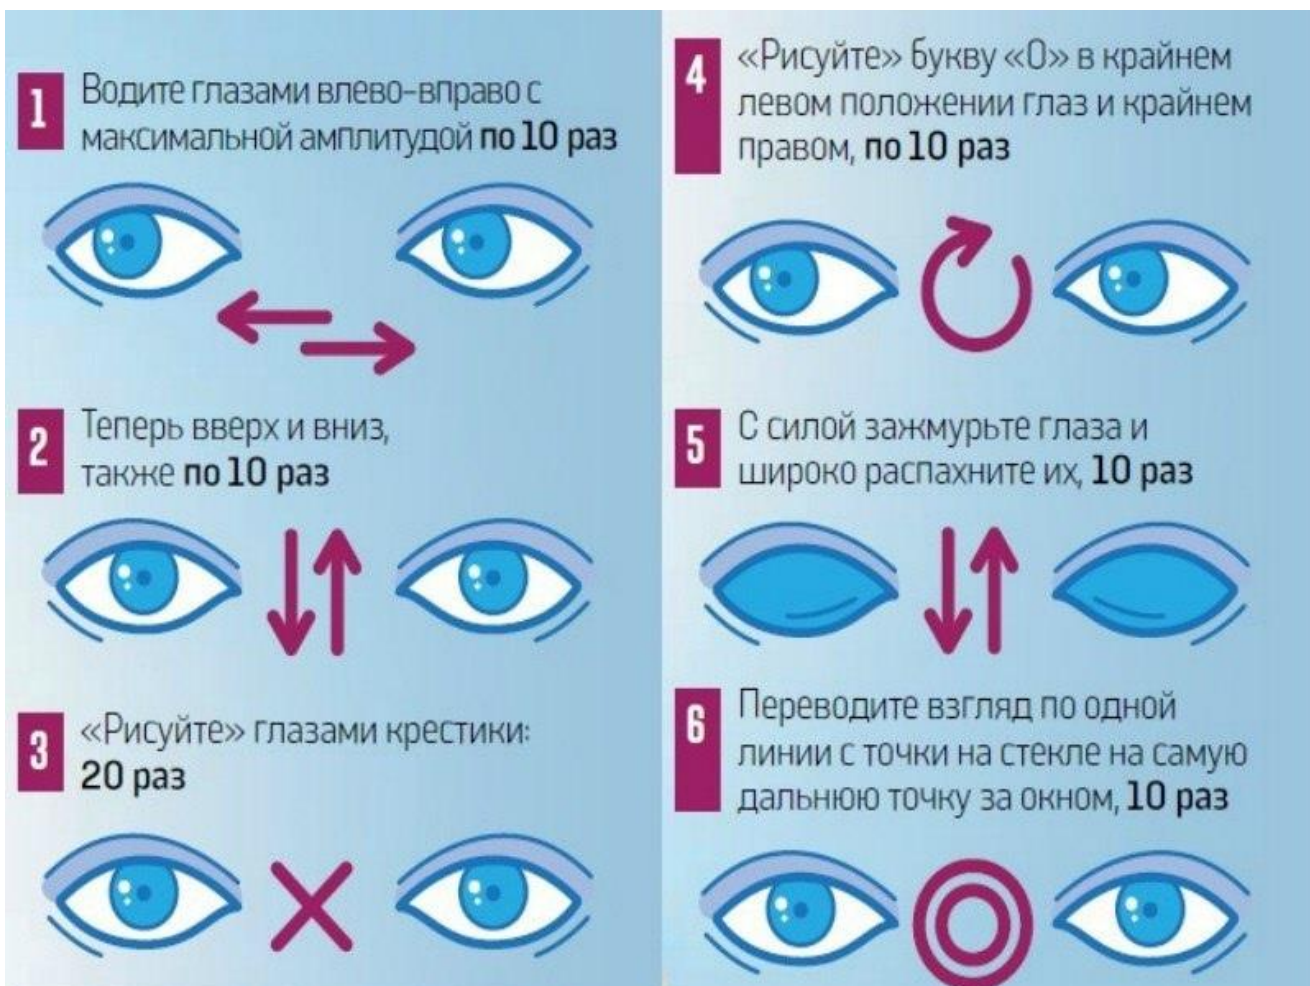 1
Водите глазами влево-вправо с
максимальной амплитудой по 10 раз
2
Теперь вверх и вниз,
также по 10 раз
3
«Рисуйте» глазами крестики:
20 раз
4
«Рисуйте» букву «О» в крайнем
левом положении глаз и крайнем
правом, по 10 раз
5
С силой зажмурьте глаза и
широко распахните их, 10 раз
6
Переводите взгляд по одной
линии с точки на стекле на самую
дальнюю точку за окном, 10 раз